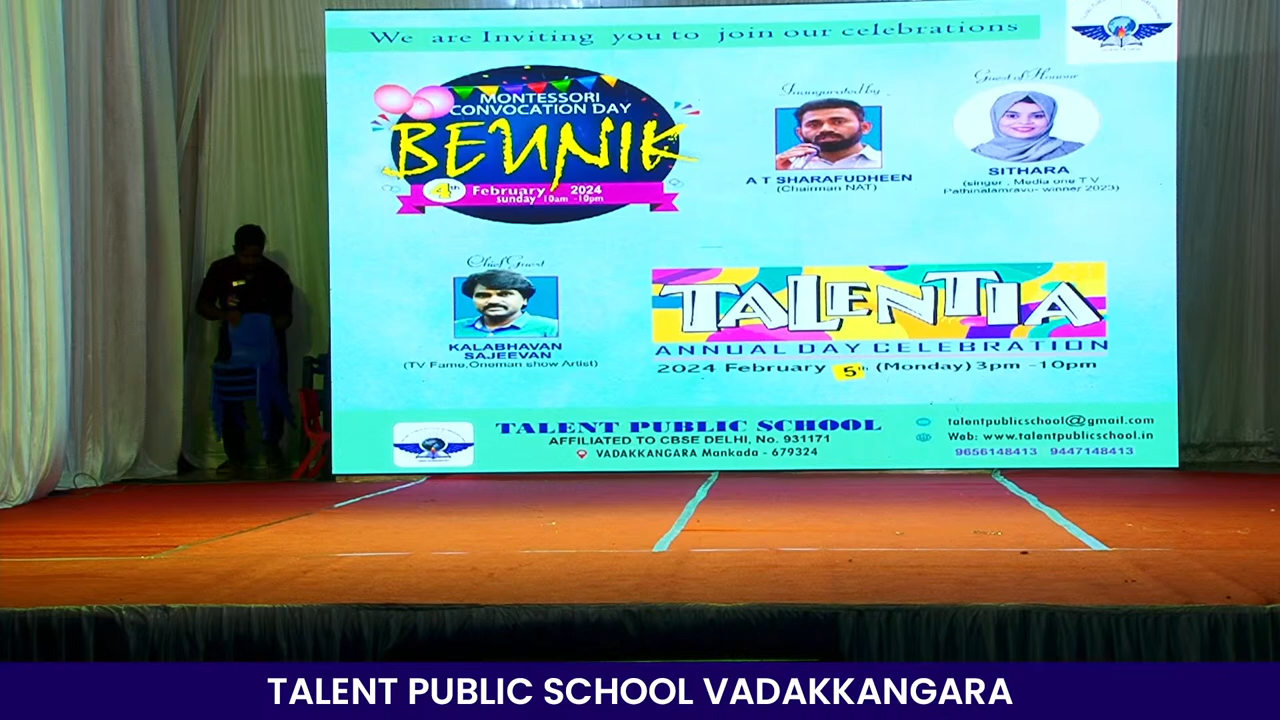 We are Inviting you to join our celebrations
MONTESSORI
CONVOCATION DAY
BEUNIK
4th February 2024
sunday 10am -10pm
Inaugurated by
A T SHARAFUDHEEN
(Chairman NAT)
Guest of Honour
SITHARA
(singer , Media one T V
Pathinalamravu- winner 2023)
Chief Guest
KALABHAVAN
SAJEEVAN
(TV Fame,Oneman show Artist)
TALENTIA
ANNUAL DAY CELEBRATION
2024 February 5th (Monday) 3pm -10pm
TALENT PUBLIC SCHOOL
AFFILIATED TO CBSE DELHI, No. 931171
VADAKKANGARA Mankada - 679324
talentpublicschool@gmail.com
Web: www.talentpublicschool.in
9656148413 9447148413
TALENT PUBLIC SCHOOL VADAKKANGARA